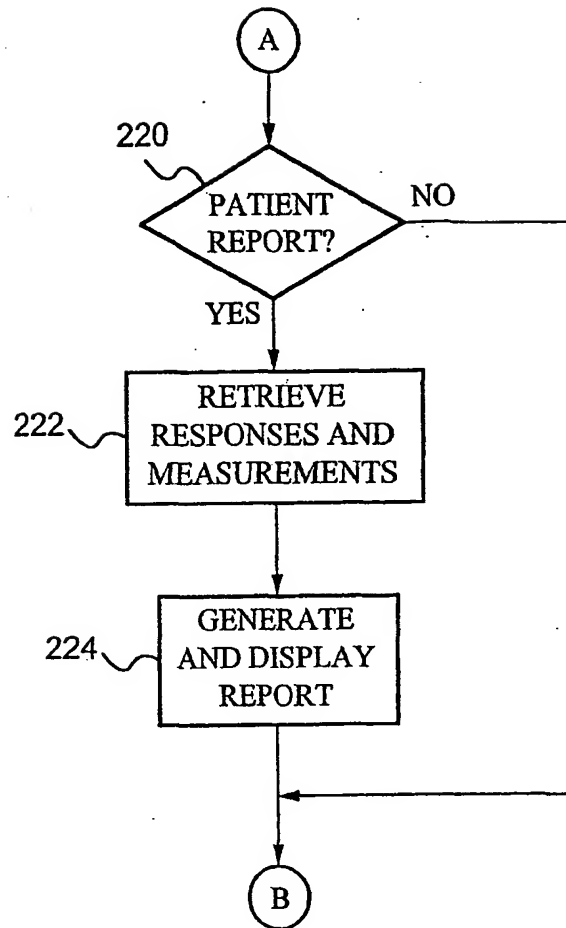 A
220
PATIENT
REPORT?
NO
YES
222
RETRIEVE
RESPONSES AND
MEASUREMENTS
224
GENERATE
AND DISPLAY
REPORT
B